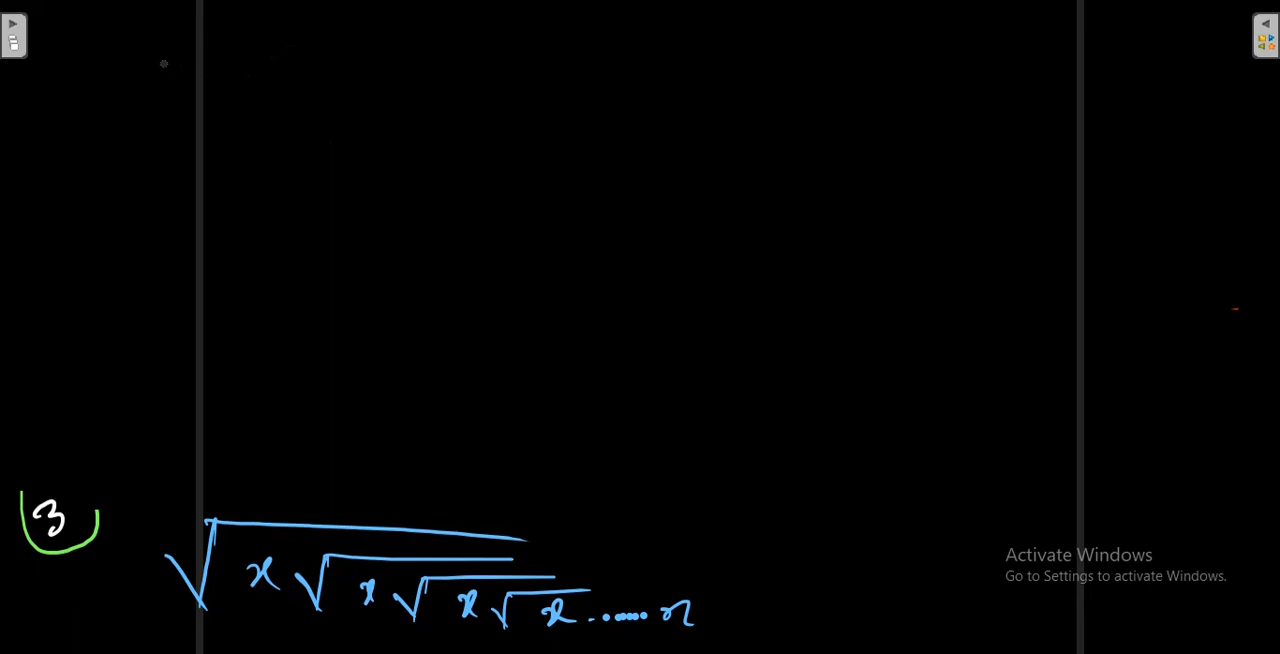 3
√x√x√x√x......n
Activate Windows
Go to Settings to activate Windows.